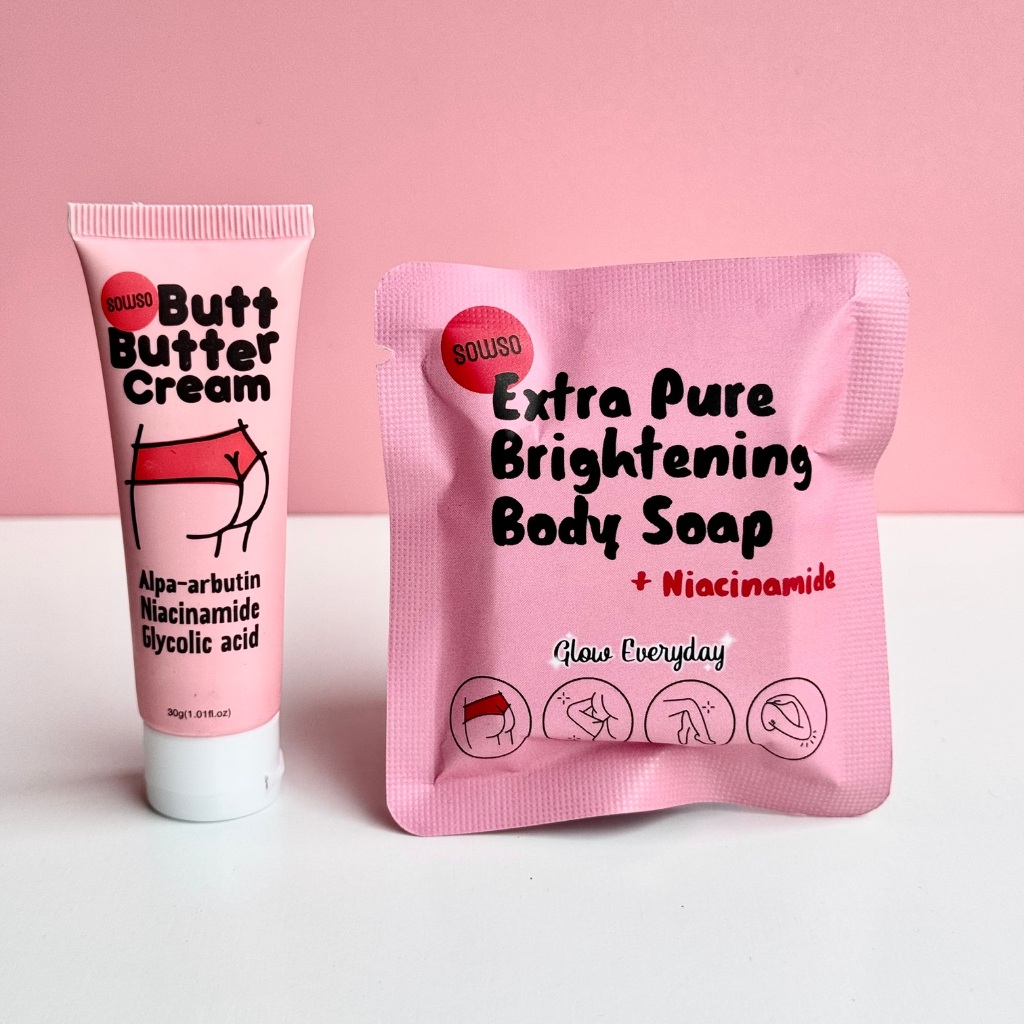 sowso
Butt
Butter
Cream
Alpa-arbutin
Niacinamide
Glycolic acid
30g(1.01fl.oz)
sowso
Extra Pure
Brightening
Body Soap
+ Niacinamide
Glow Everyday